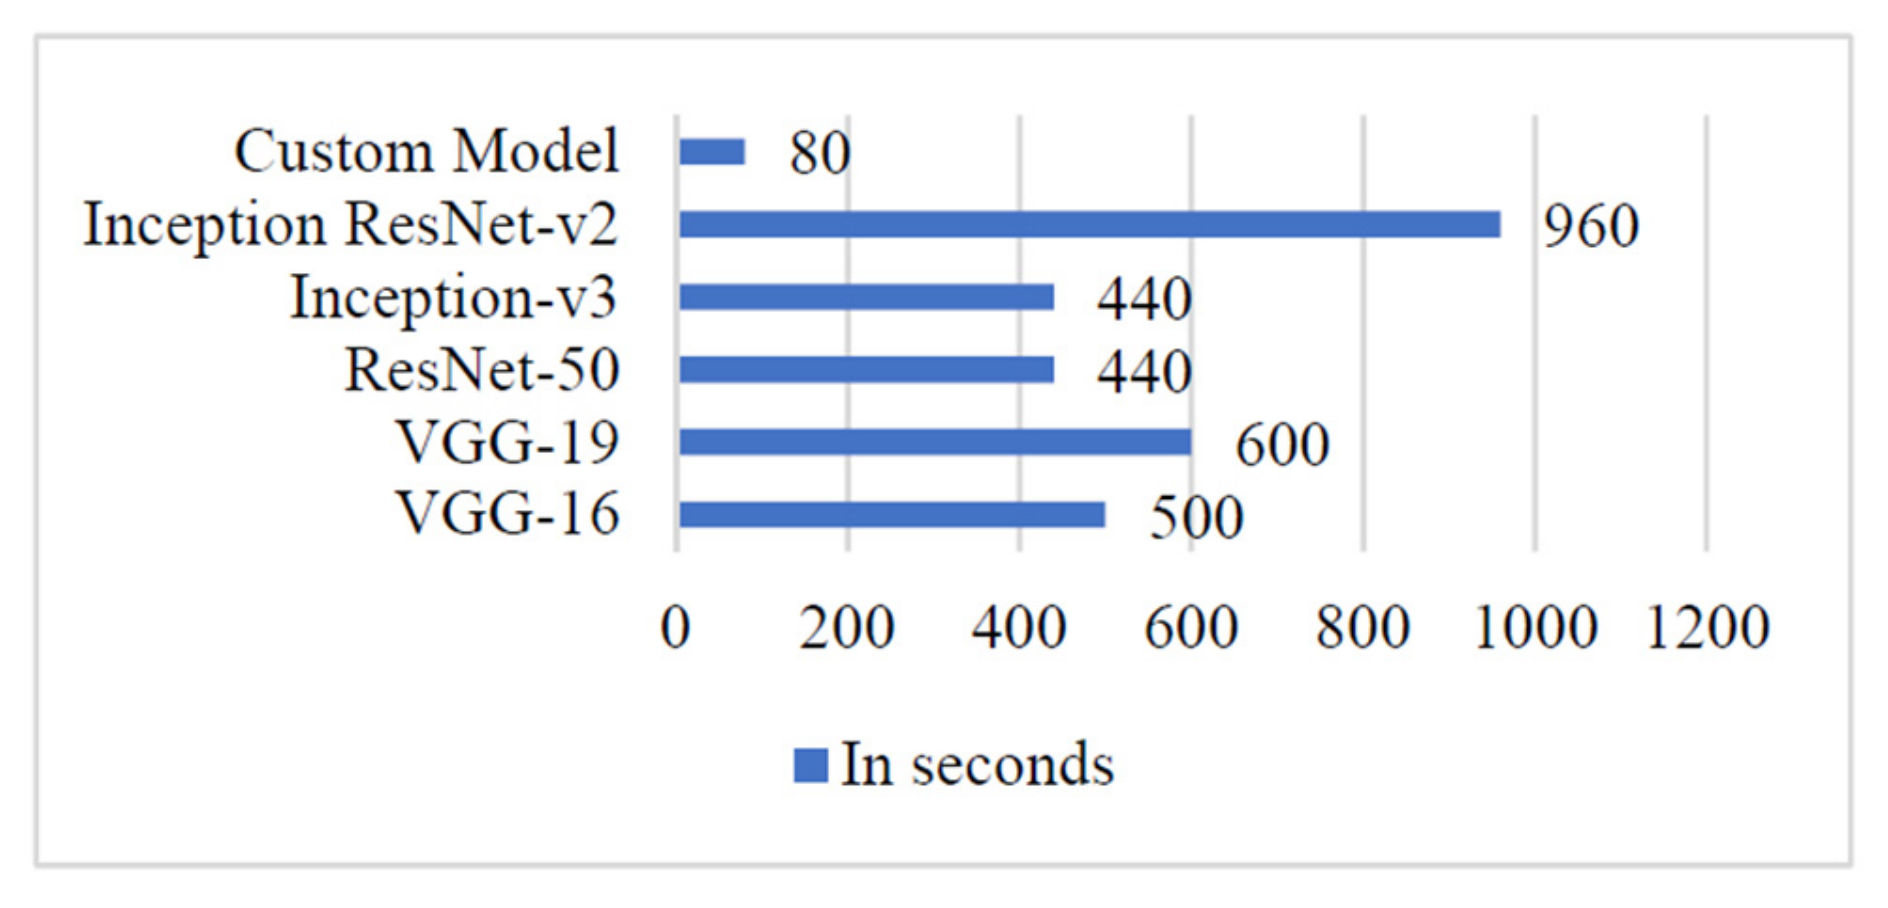 Custom Model 80
Inception ResNet-v2 960
Inception-v3 440
ResNet-50 440
VGG-19 600
VGG-16 500
0 200 400 600 800 1000 1200
In seconds